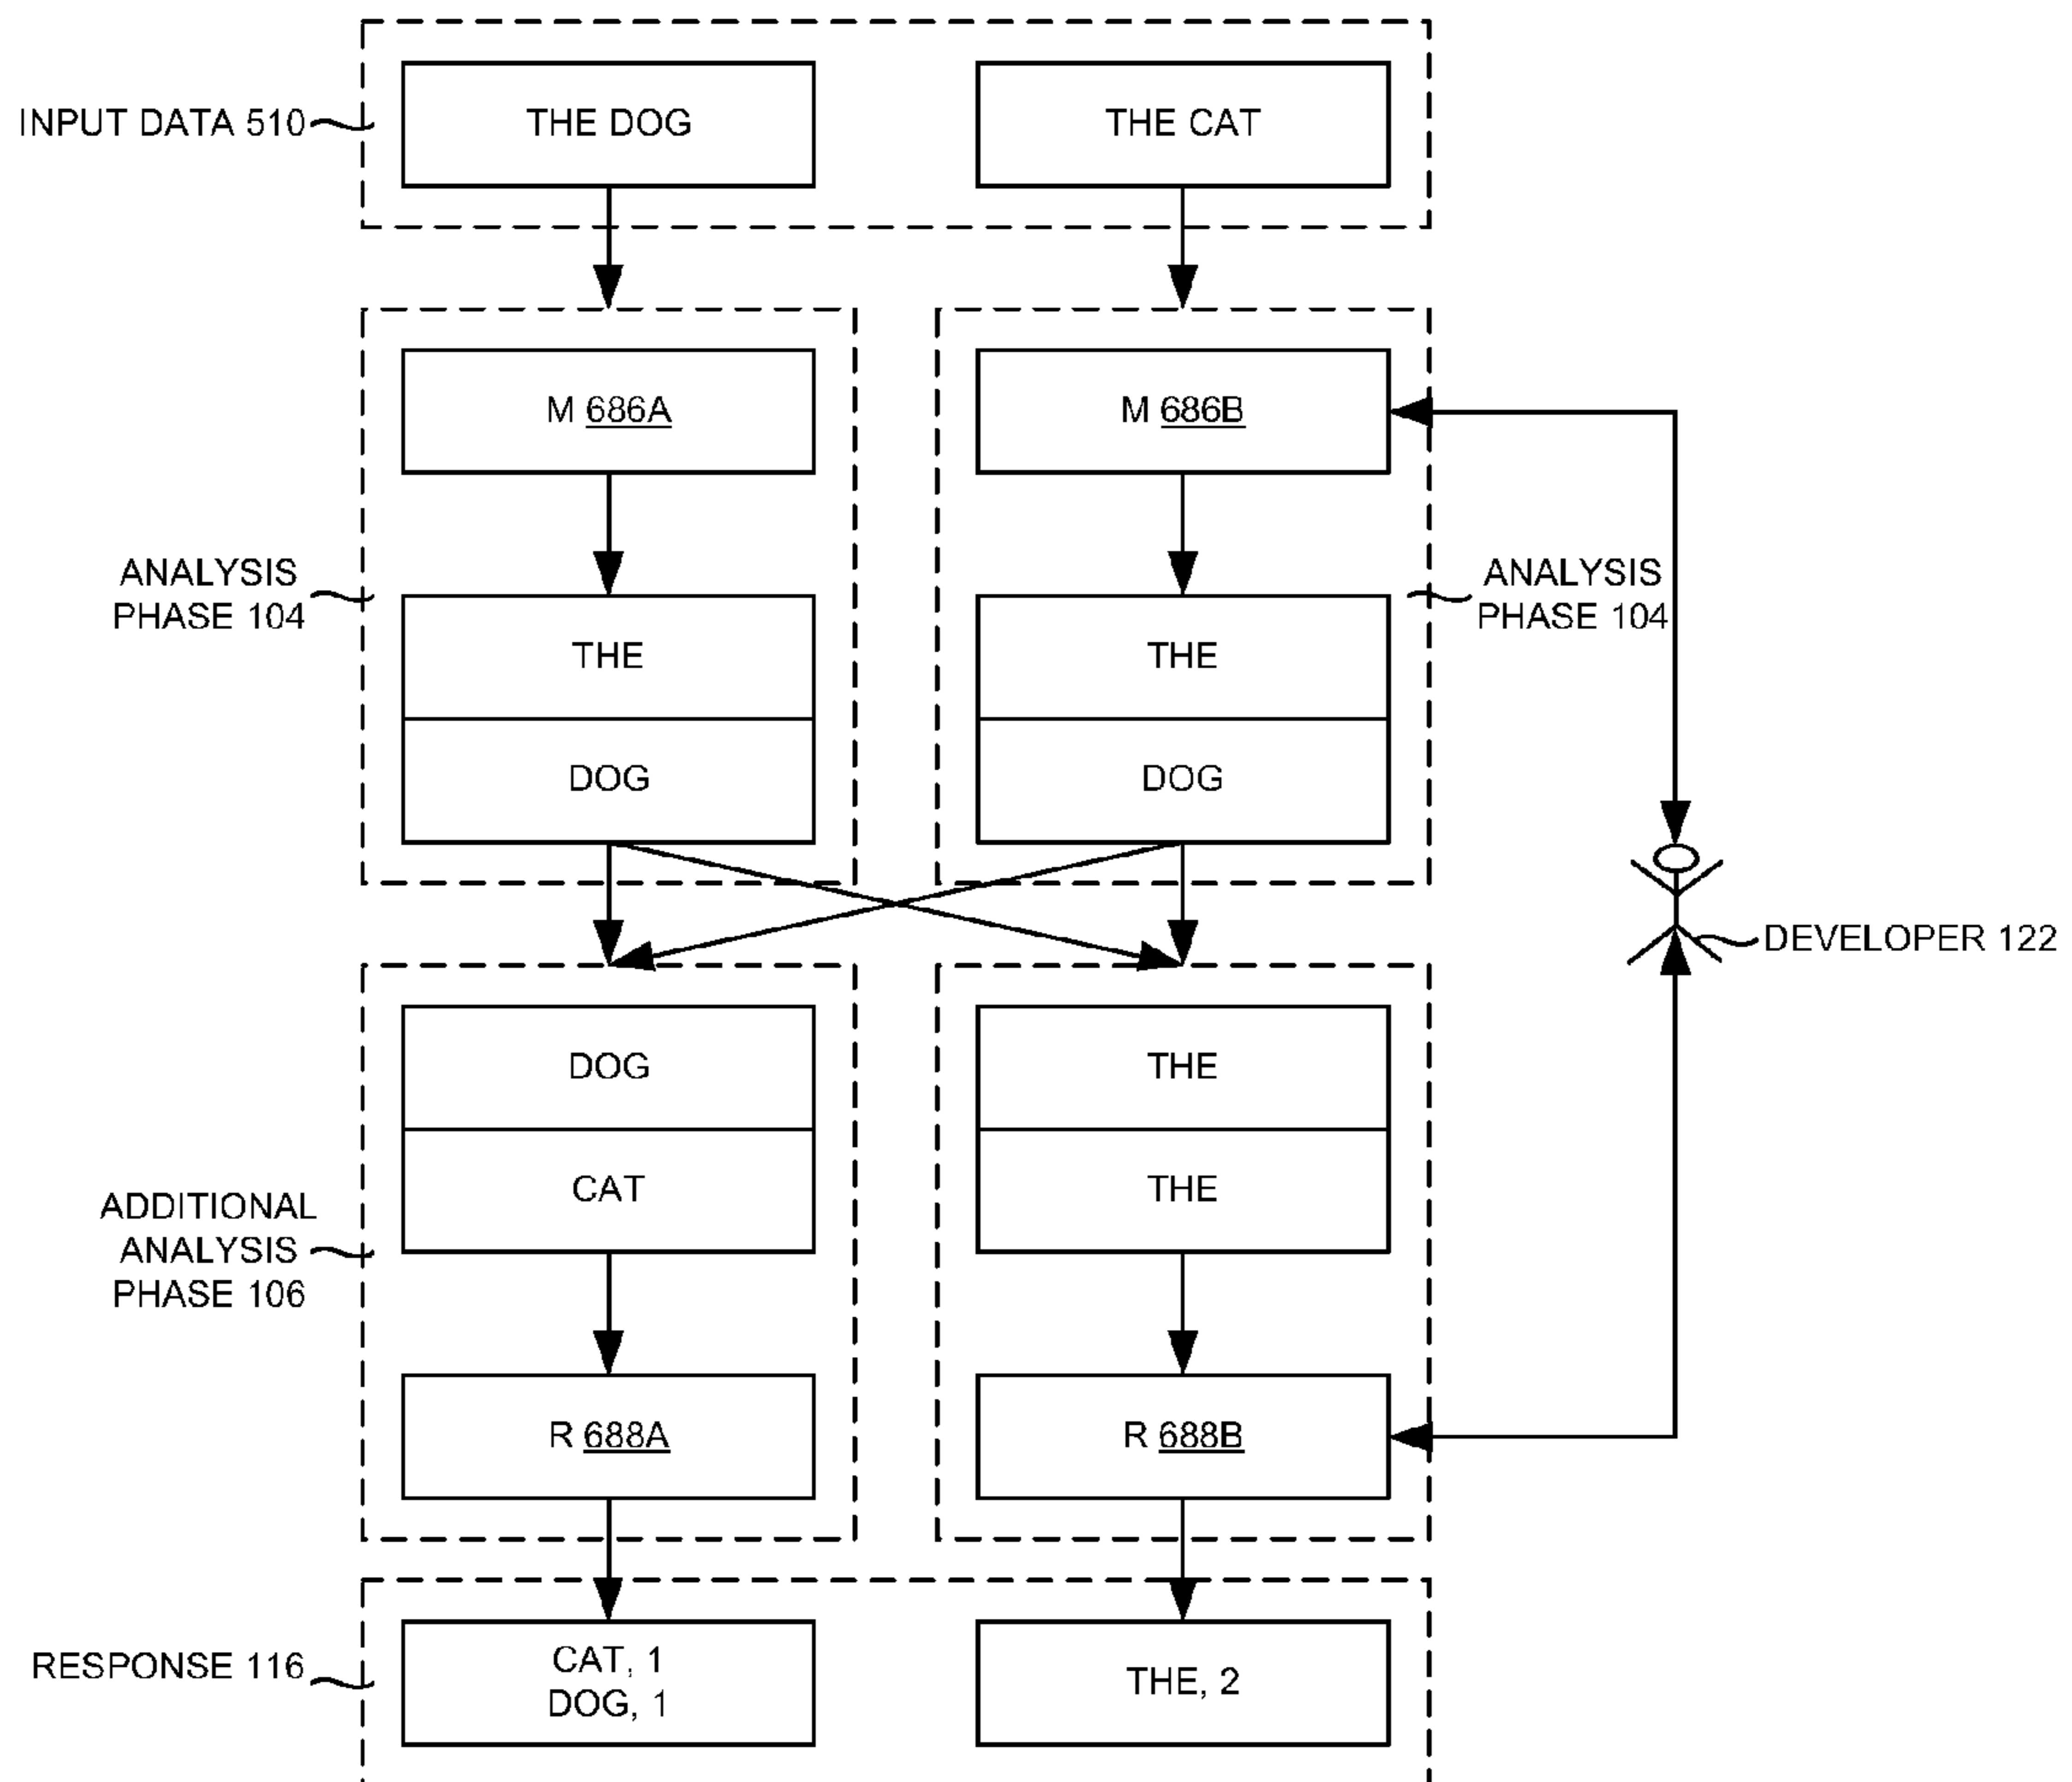 INPUT DATA 510
THE DOG
THE CAT
M 686A
M 686B
ANALYSIS
PHASE 104
ANALYSIS
PHASE 104
THE
THE
DOG
DOG
DEVELOPER 122
DOG
THE
CAT
THE
ADDITIONAL
ANALYSIS
PHASE 106
R 688A
R 688B
RESPONSE 116
CAT, 1
DOG, 1
THE, 2